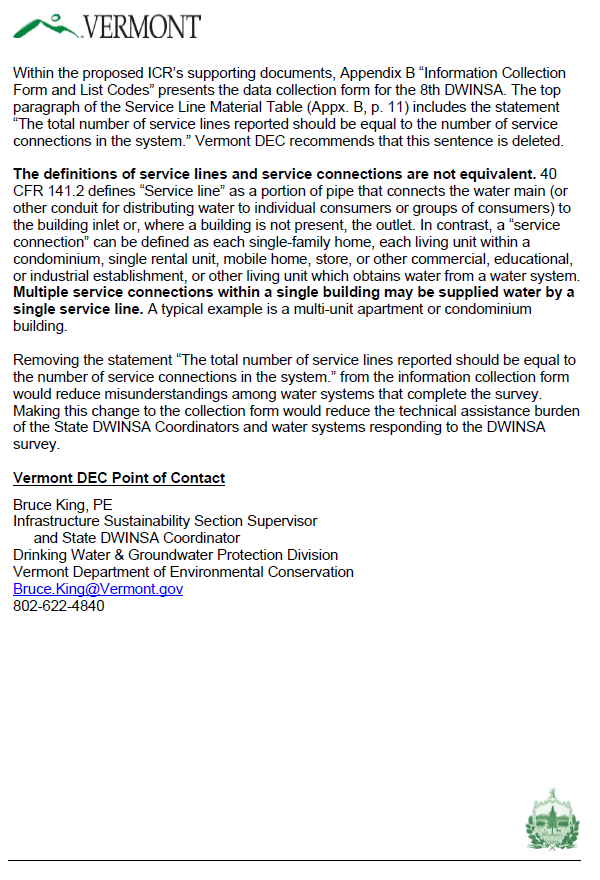 VERMONT
Within the proposed ICR's supporting documents, Appendix B “Information Collection
Form and List Codes” presents the data collection form for the 8th DWINSA. The top
paragraph of the Service Line Material Table (Appx. B, p. 11) includes the statement
“The total number of service lines reported should be equal to the number of service
connections in the system.” Vermont DEC recommends that this sentence is deleted.
The definitions of service lines and service connections are not equivalent. 40
CFR 141.2 defines “Service line” as a portion of pipe that connects the water main (or
other conduit for distributing water to individual consumers or groups of consumers) to
the building inlet or, where a building is not present, the outlet. In contrast, a “service
connection” can be defined as each single-family home, each living unit within a
condominium, single rental unit, mobile home, store, or other commercial, educational,
or industrial establishment, or other living unit which obtains water from a water system.
Multiple service connections within a single building may be supplied water by a
single service line. A typical example is a multi-unit apartment or condominium
building.
Removing the statement “The total number of service lines reported should be equal to
the number of service connections in the system.” from the information collection form
would reduce misunderstandings among water systems that complete the survey.
Making this change to the collection form would reduce the technical assistance burden
of the State DWINSA Coordinators and water systems responding to the DWINSA
survey.
Vermont DEC Point of Contact
Bruce King, PE
Infrastructure Sustainability Section Supervisor
and State DWINSA Coordinator
Drinking Water & Groundwater Protection Division
Vermont Department of Environmental Conservation
Bruce.King@Vermont.gov
802-622-4840